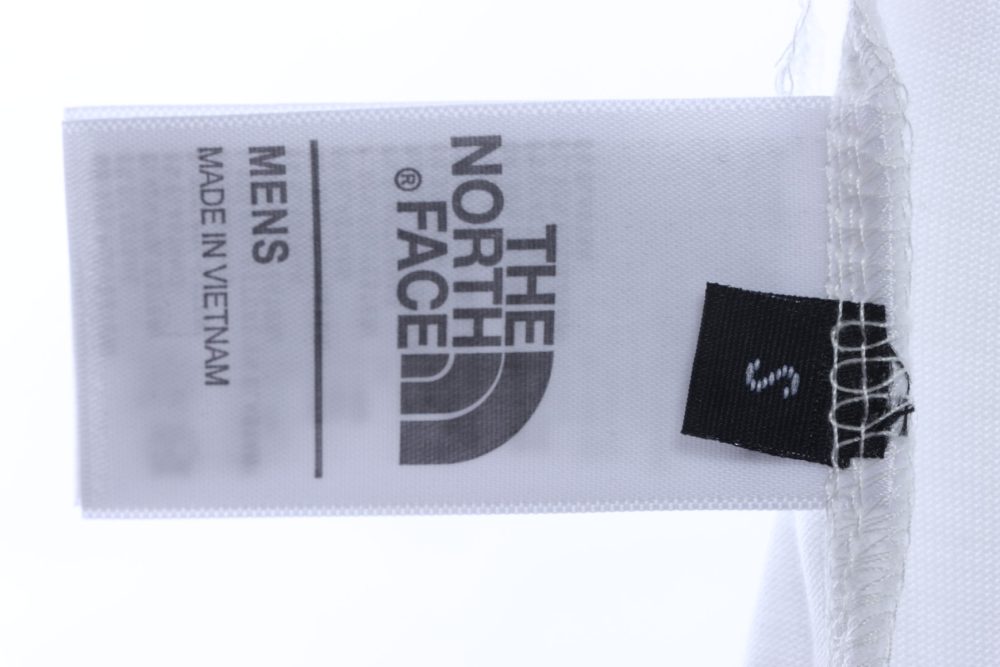 S
THE
NORTH
FACE®
MENS
MADE IN VIETNAM